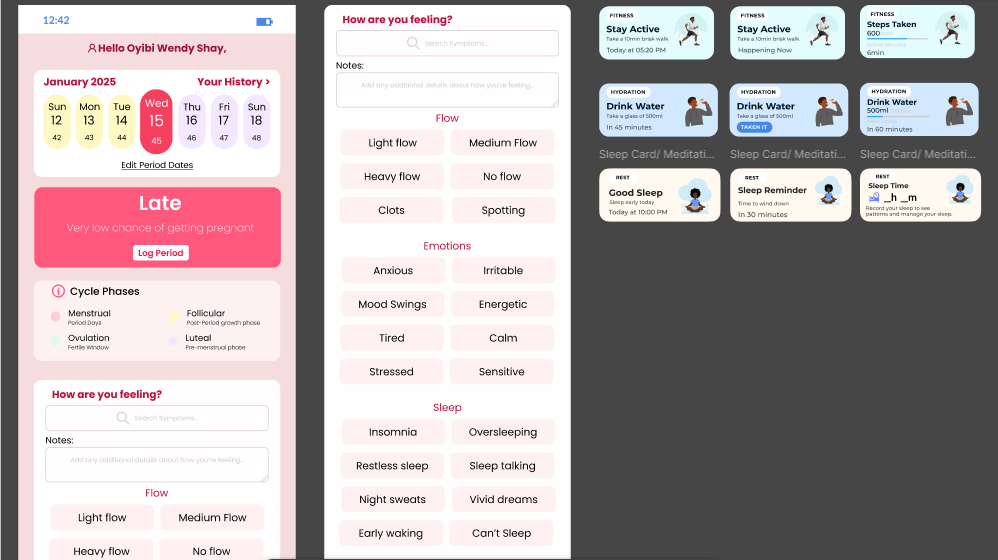 12:42
Hello Oyibi Wendy Shay,
January 2025
Your History >
Sun Mon Tue Wed Thu Fri Sun
12 13 14 15 16 17 18
42 43 44 45 46 47 48
Edit Period Dates
Late
Very low chance of getting pregnant
Log Period
Cycle Phases
Menstrual
Period Days
Follicular
Post-Period growth phase
Ovulation
Fertile Window
Luteal
Pre-menstrual phase
How are you feeling?
Search Symptoms...
Notes:
Add any additional details about how you're feeling...
Flow
Light flow
Medium Flow
Heavy flow
No flow
How are you feeling?
Search Symptoms...
Notes:
Add any additional details about how you're feeling...
Flow
Light flow
Medium Flow
Heavy flow
No flow
Clots
Spotting
Emotions
Anxious
Irritable
Mood Swings
Energetic
Tired
Calm
Stressed
Sensitive
Sleep
Insomnia
Oversleeping
Restless sleep
Sleep talking
Night sweats
Vivid dreams
Early waking
Can't Sleep
FITNESS
Stay Active
Take a 10min brisk walk
Today at 05:20 PM
FITNESS
Stay Active
Take a 10min brisk walk
Happening Now
FITNESS
Steps Taken
600
Active Minutes
6min
HYDRATION
Drink Water
Take a glass of 500ml
In 45 minutes
HYDRATION
Drink Water
Take a glass of 500ml
TAKEN IT
HYDRATION
Drink Water
500ml
In 60 minutes
Sleep Card/ Meditati...
Sleep Card/ Meditati...
Sleep Card/ Meditati...
REST
Good Sleep
Sleep early today
Today at 10:00 PM
REST
Sleep Reminder
Time to wind down
In 30 minutes
REST
Sleep Time
_h _m
Record your sleep to see
patterns and manage your sleep.